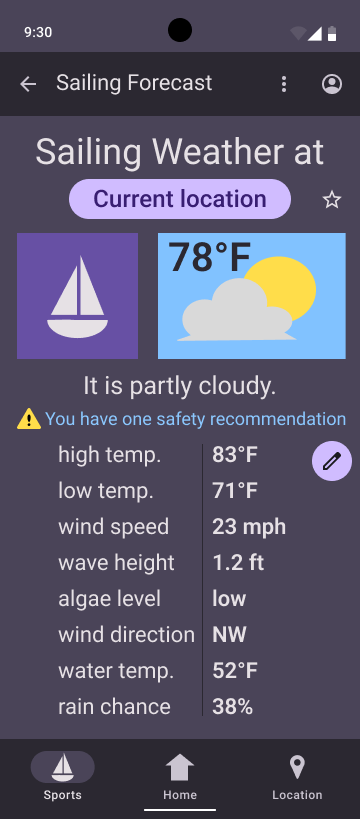 9:30
Sailing Forecast
Sailing Weather at
Current location
78°F
It is partly cloudy.
You have one safety recommendation
high temp. 83°F
low temp. 71°F
wind speed 23 mph
wave height 1.2 ft
algae level low
wind direction NW
water temp. 52°F
rain chance 38%
Sports Home Location